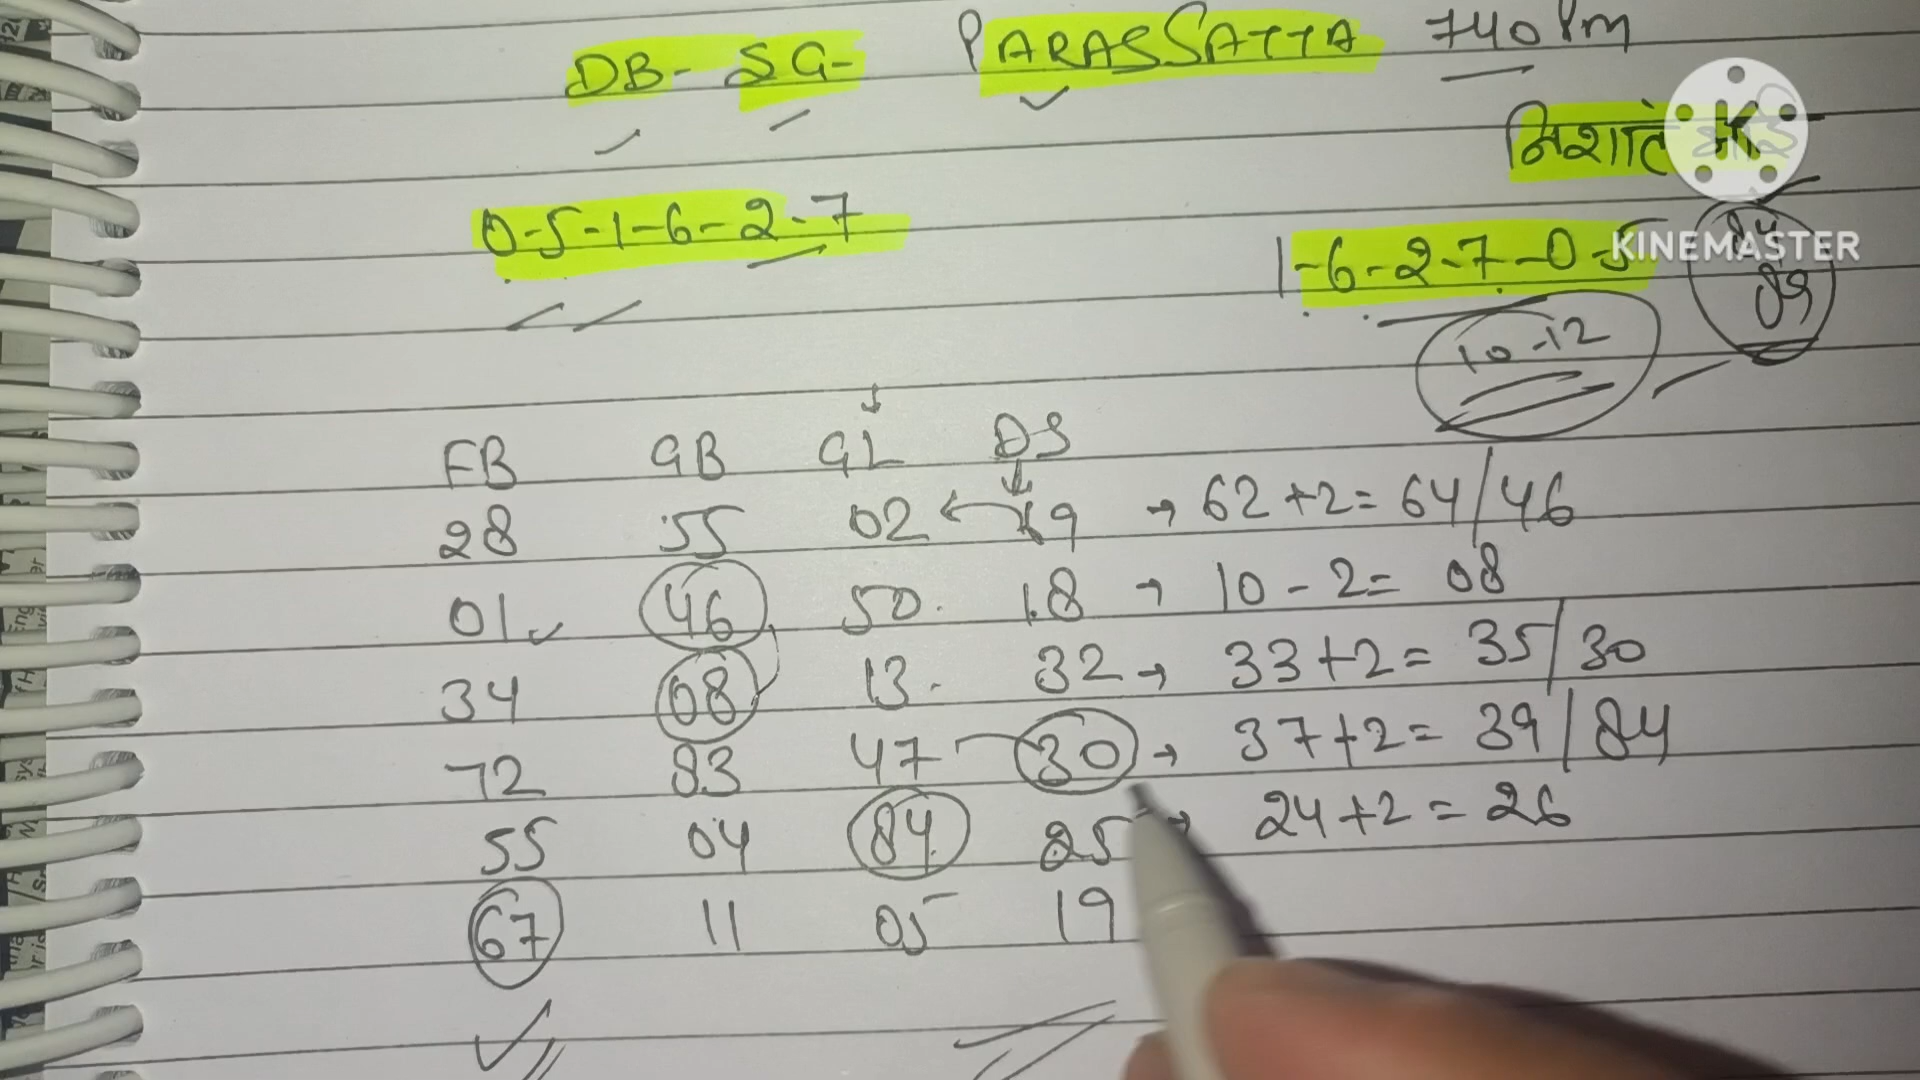 DB- SG- PARASSATTA 740 PM
0-5-1-6-2-7
1-6-2-7-0-5
KINEMASTER
89
10-12
FB GB GL DS
28 55 02 19 → 62+2= 64/46
01 46 50. 18 → 10-2= 08
34 08 13. 32 → 33+2= 35/30
72 83 47 30 → 37+2= 39/84
55 04 84 25 → 24+2= 26
67 11 05 19